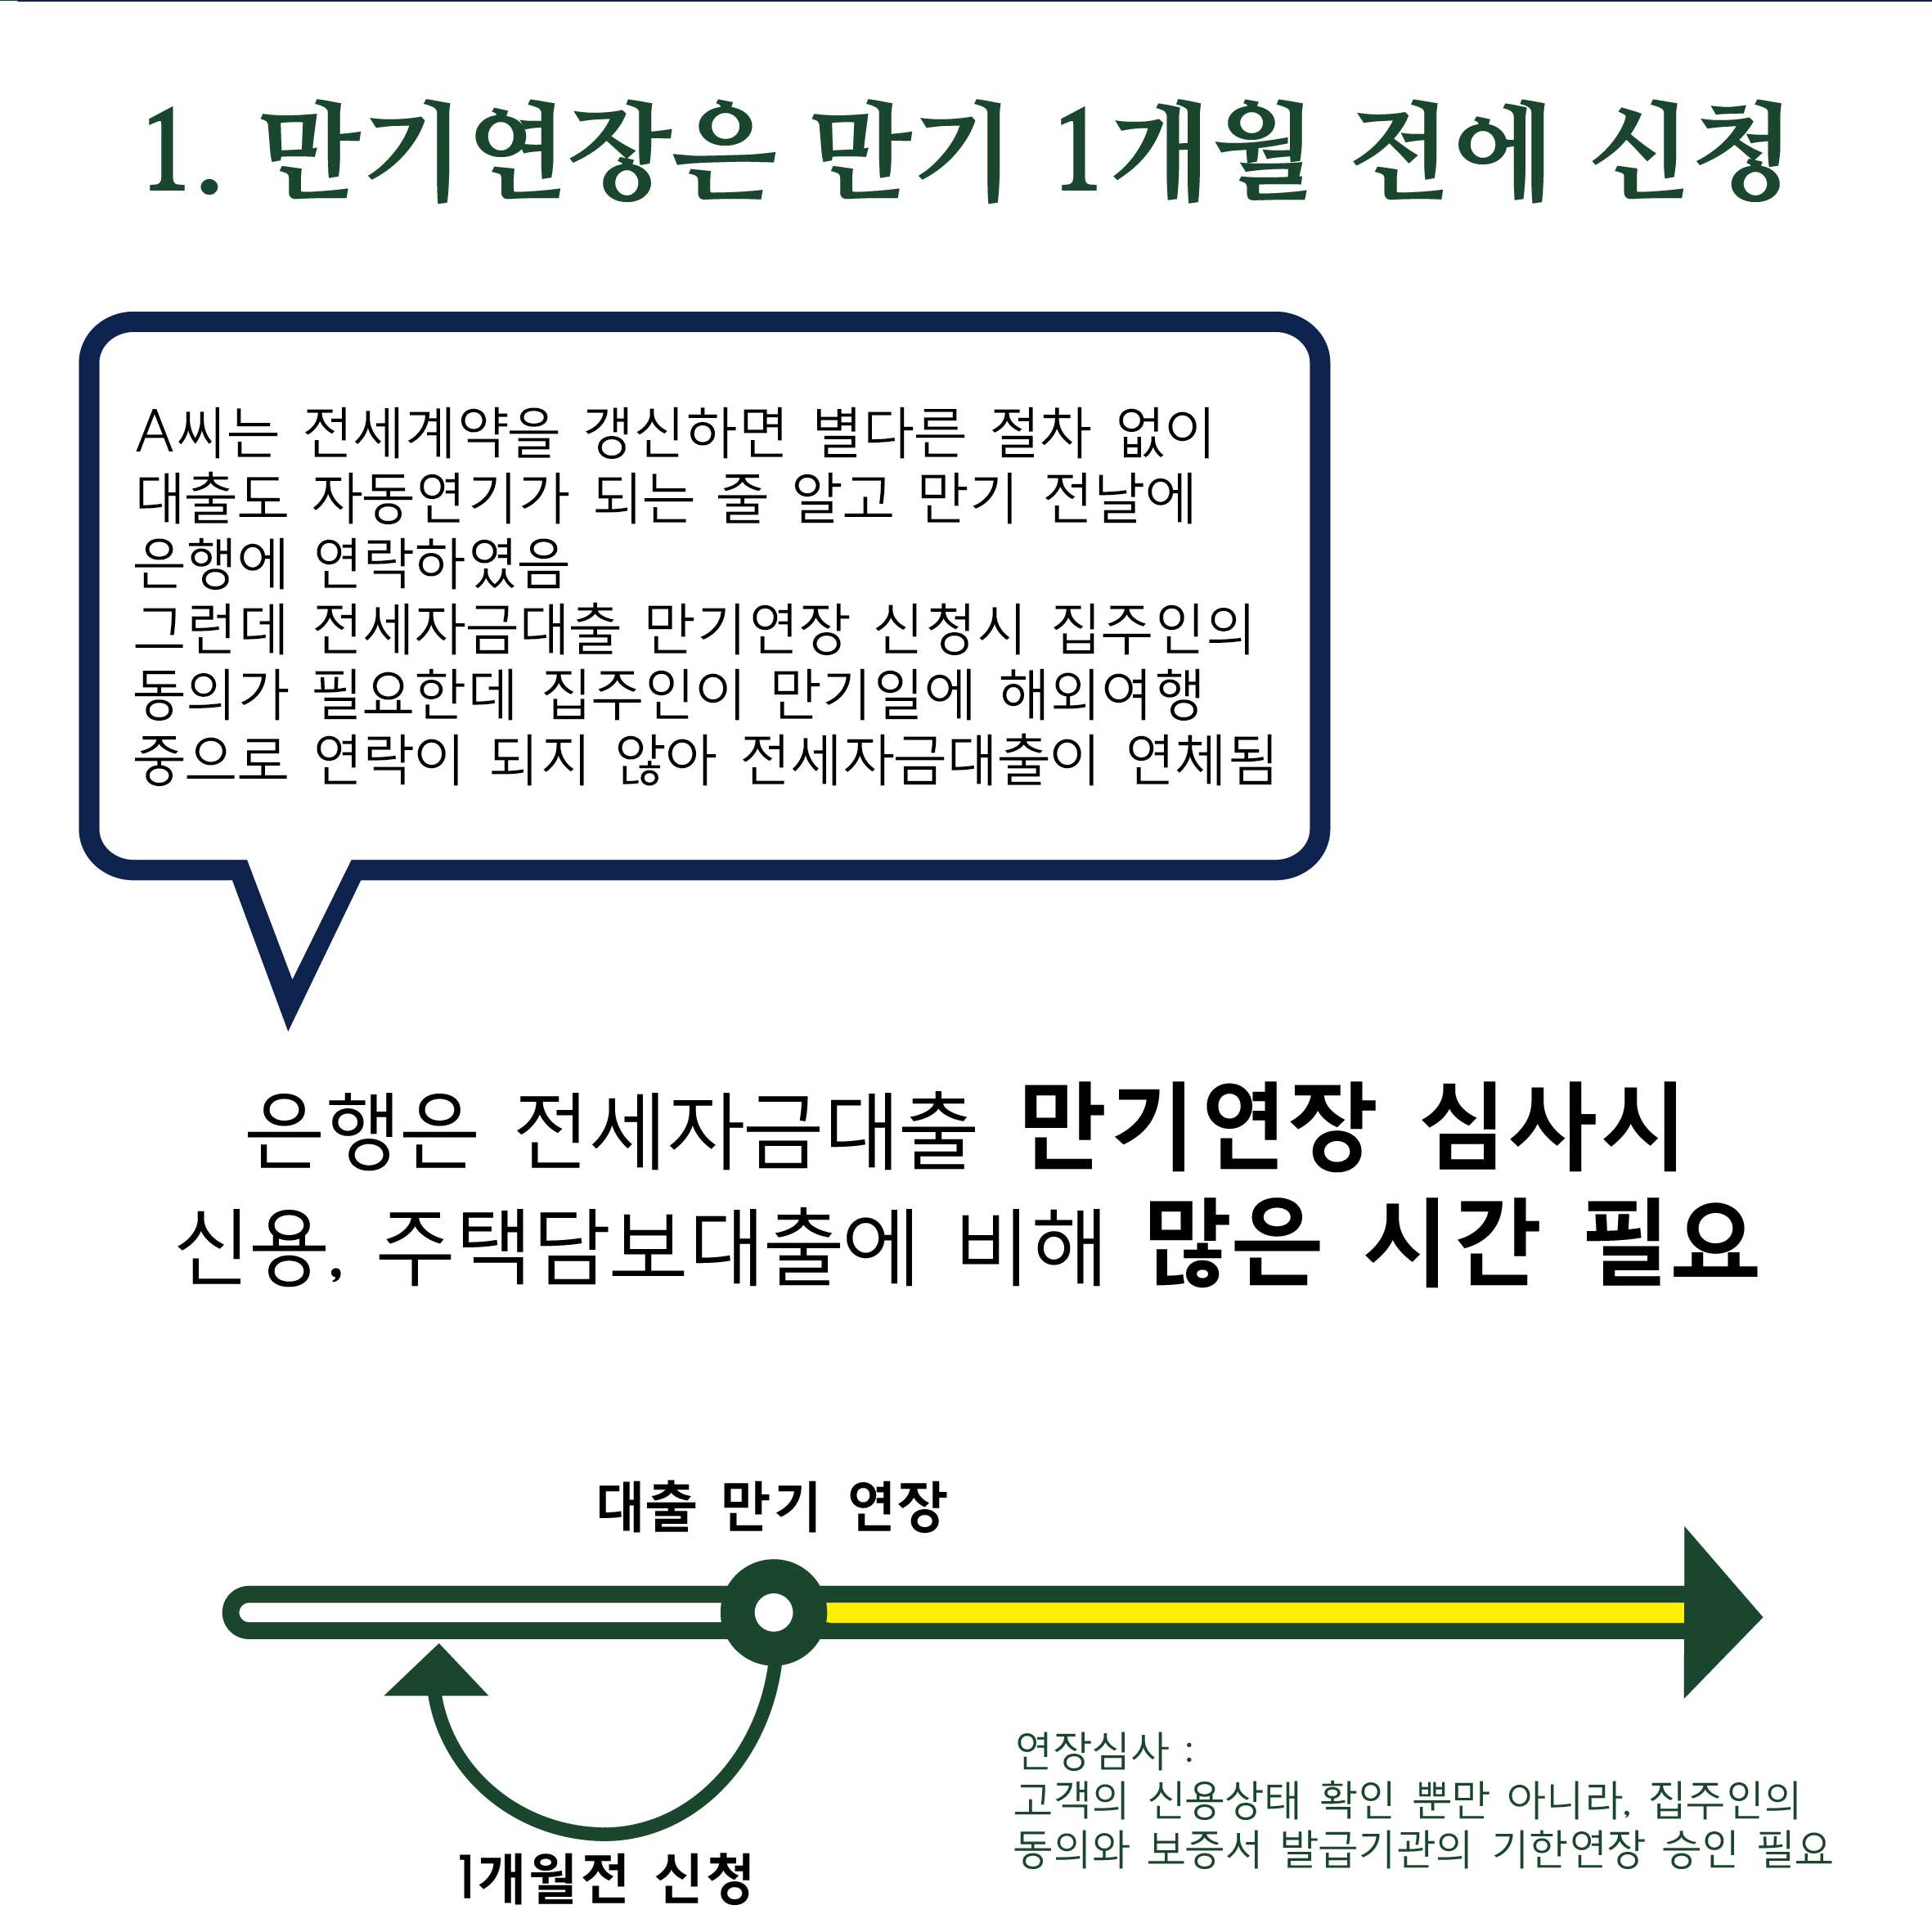 1. 만기연장은 만기 1개월 전에 신청
A씨는 전세계약을 갱신하면 별다른 절차 없이
대출도 자동연기가 되는 줄 알고 만기 전날에
은행에 연락하였음
그런데 전세자금대출 만기연장 신청시 집주인의
동의가 필요한데 집주인이 만기일에 해외여행
중으로 연락이 되지 않아 전세자금대출이 연체됨
은행은 전세자금대출 만기연장 심사시
신용, 주택담보대출에 비해 많은 시간 필요
대출 만기 연장
1개월전 신청
연장심사 :
고객의 신용상태 확인 뿐만 아니라, 집주인의
동의와 보증서 발급기관의 기한연장 승인 필요